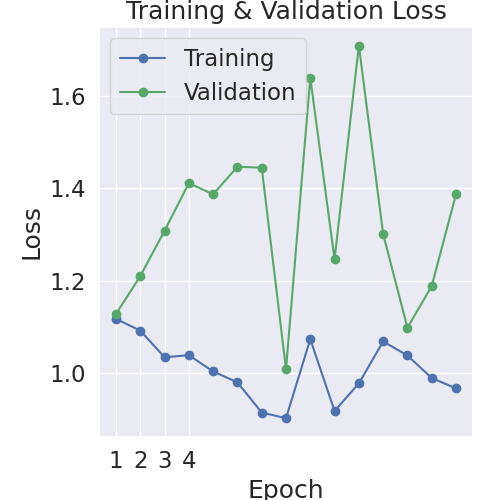 Training & Validation Loss
Training
Validation
1.6
1.4
1.2
1.0
Loss
1 2 3 4
Epoch